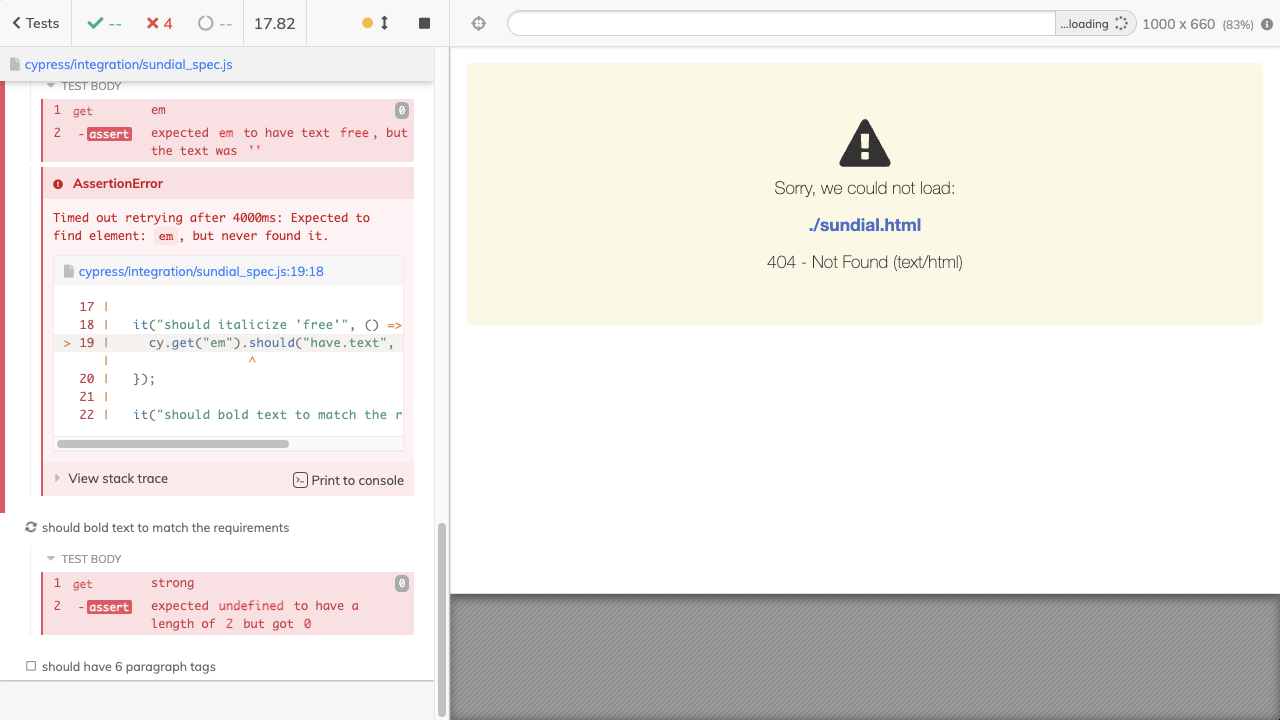 Tests
--
4
--
17.82
...loading
1000 x 660 (83%)
cypress/integration/sundial_spec.js
TEST BODY
1 get em 0
2 -assert expected em to have text free, but
the text was ''
AssertionError
Timed out retrying after 4000ms: Expected to
find element: em, but never found it.
cypress/integration/sundial_spec.js:19:18
17 |
18 | it("should italicize 'free'", () =>
> 19 | cy.get("em").should("have.text",
| ^
20 | });
21 |
22 | it("should bold text to match the r
View stack trace
Print to console
should bold text to match the requirements
TEST BODY
1 get strong 0
2 -assert expected undefined to have a
length of 2 but got 0
should have 6 paragraph tags
Sorry, we could not load:
./sundial.html
404 - Not Found (text/html)